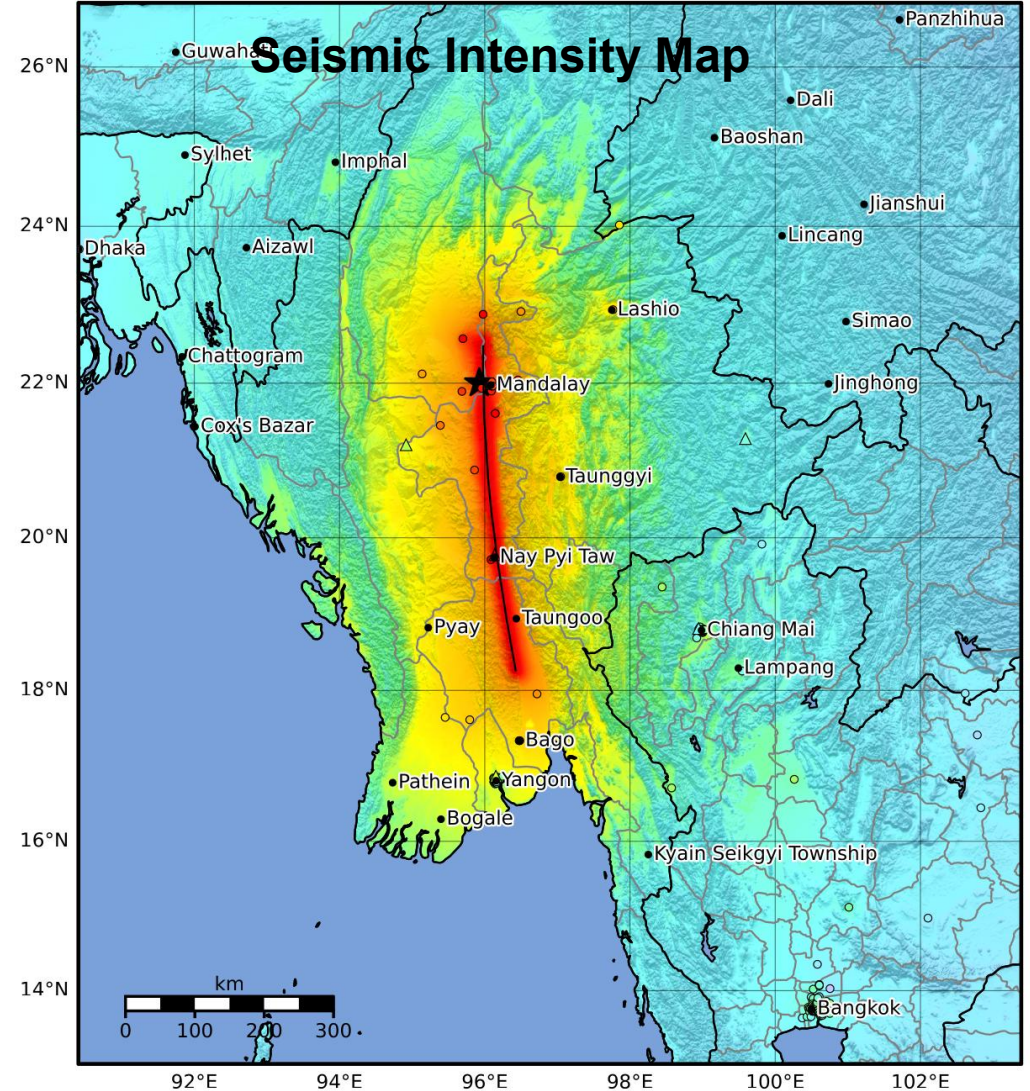 Seismic Intensity Map
Panzhihua
Guwahati
26°N
Dali
Baoshan
Sylhet
Imphal
Jianshui
24°N
Lincang
Dhaka
Aizawl
Lashio
Simao
Chattogram
22°N
Mandalay
Jinghong
Cox's Bazar
Taunggyi
20°N
Nay Pyi Taw
Taungoo
Pyay
Chiang Mai
Lampang
18°N
Bago
Pathein
Yangon
Bogale
16°N
Kyain Seikgyi Township
km
14°N
Bangkok
0 100 200 300
92°E 94°E 96°E 98°E 100°E 102°E